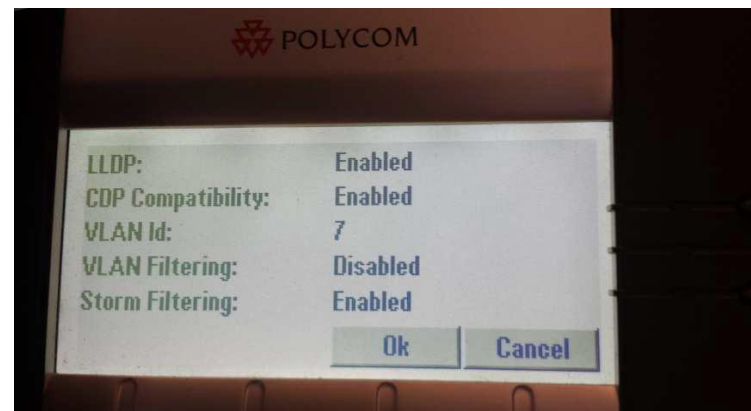 POLYCOM
LLDP: Enabled
CDP Compatibility: Enabled
VLAN Id: 7
VLAN Filtering: Disabled
Storm Filtering: Enabled
Ok Cancel